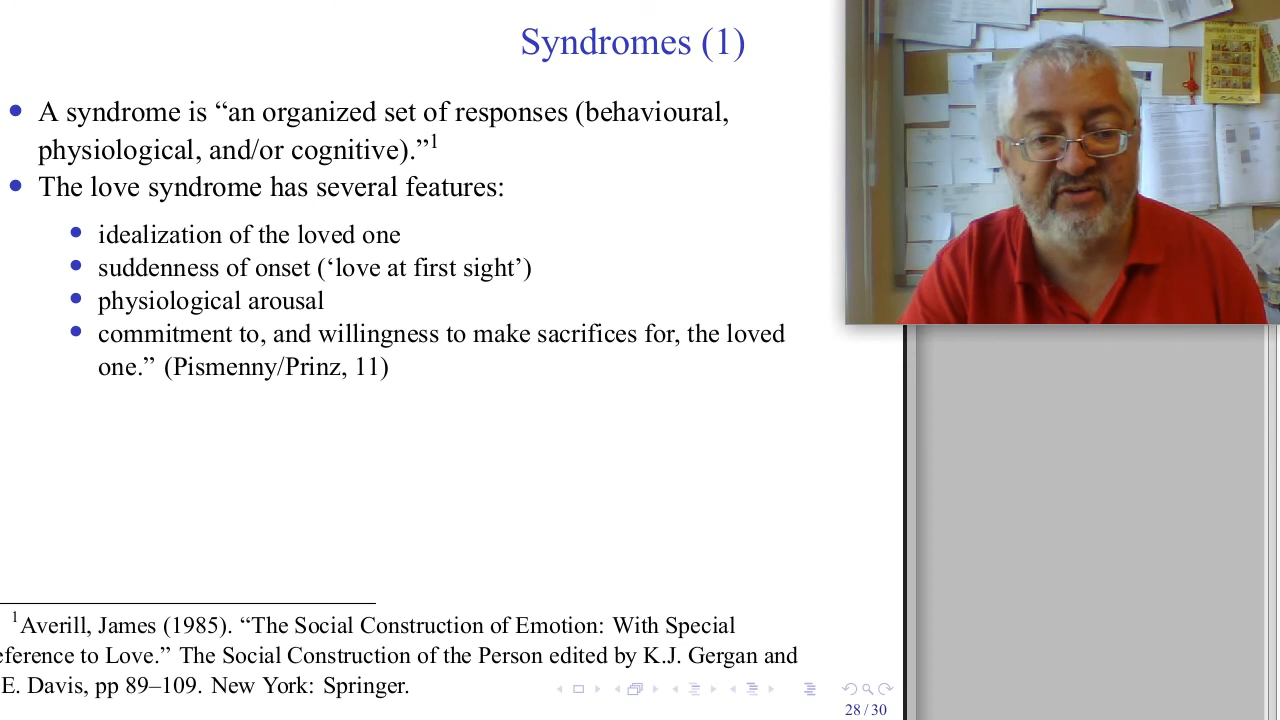 Syndromes (1)
A syndrome is “an organized set of responses (behavioural,
physiological, and/or cognitive).”1
The love syndrome has several features:
idealization of the loved one
suddenness of onset (‘love at first sight’)
physiological arousal
commitment to, and willingness to make sacrifices for, the loved
one.” (Pismenny/Prinz, 11)
1Averill, James (1985). “The Social Construction of Emotion: With Special
eference to Love.” The Social Construction of the Person edited by K.J. Gergan and
E. Davis, pp 89–109. New York: Springer.
28 / 30